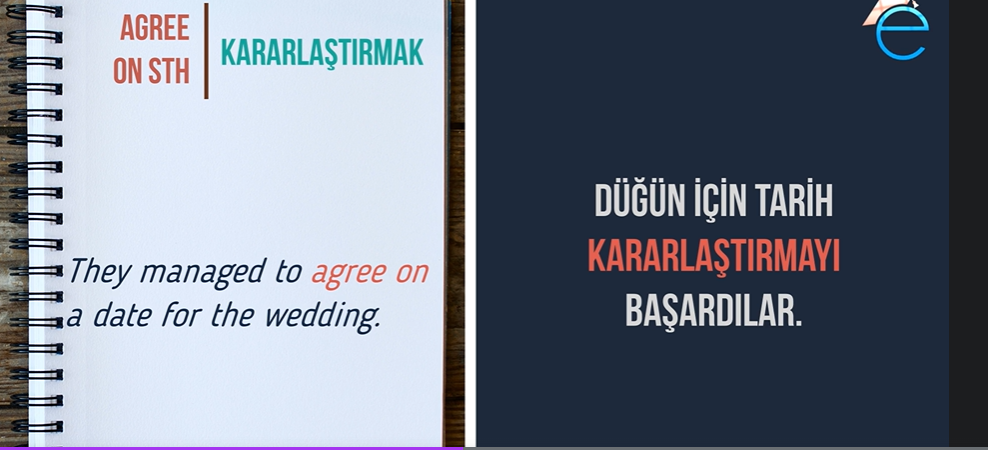 AGREE
ON STH
KARARLAŞTIRMAK
They managed to agree on
a date for the wedding.
DÜĞÜN İÇİN TARİH
KARARLAŞTIRMAYI
BAŞARDILAR.